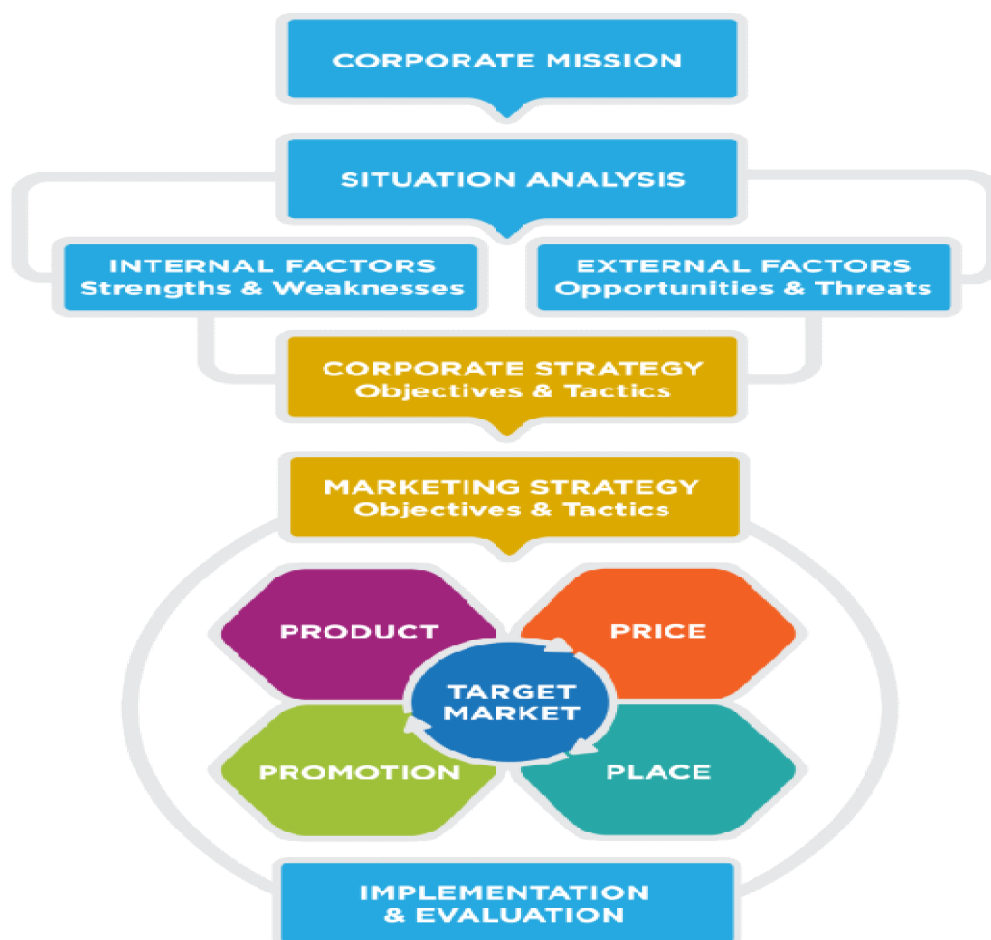 CORPORATE MISSION
SITUATION ANALYSIS
INTERNAL FACTORS
Strengths & Weaknesses
EXTERNAL FACTORS
Opportunities & Threats
CORPORATE STRATEGY
Objectives & Tactics
MARKETING STRATEGY
Objectives & Tactics
PRODUCT
PRICE
TARGET
MARKET
PROMOTION
PLACE
IMPLEMENTATION
& EVALUATION